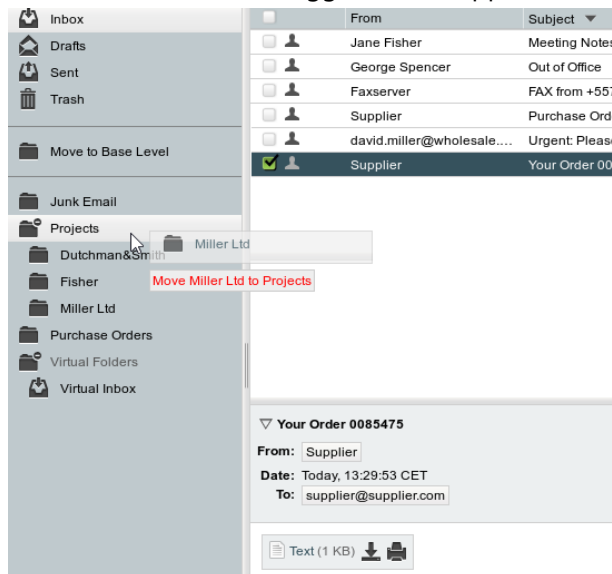 Inbox
Drafts
Sent
Trash
Move to Base Level
Junk Email
Projects
Dutchman&Smith
Fisher
Miller Ltd
Purchase Orders
Virtual Folders
Virtual Inbox
Miller Ltd
Move Miller Ltd to Projects
From Subject
Jane Fisher Meeting Notes
George Spencer Out of Office
Faxserver FAX from +557
Supplier Purchase Ord
david.miller@wholesale.... Urgent: Please
Supplier Your Order 00
Your Order 0085475
From: Supplier
Date: Today, 13:29:53 CET
To: supplier@supplier.com
Text (1 KB)